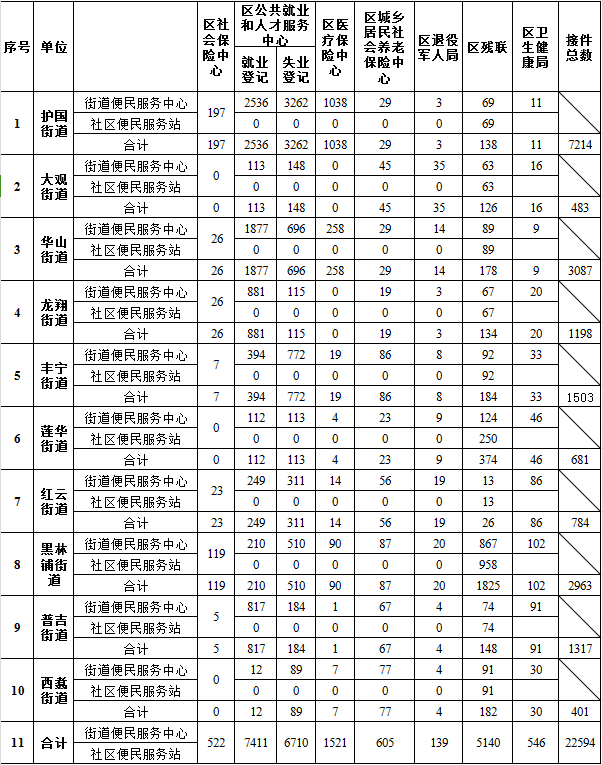 序号 单位 区社会保险中心 区公共就业和人才服务中心 区医疗保险中心 区城乡居民社会养老保险中心 区退役军人局 区残联 区卫生健康局 接件总数
就业登记 失业登记
1 护国街道 街道便民服务中心 197 2536 3262 1038 29 3 69 11
社区便民服务站 0 0 0 0 0 69
合计 197 2536 3262 1038 29 3 138 11 7214
2 大观街道 街道便民服务中心 0 113 148 0 45 35 63 16
社区便民服务站 0 0 0 0 0 63
合计 0 113 148 0 45 35 126 16 483
3 华山街道 街道便民服务中心 26 1877 696 258 29 14 89 9
社区便民服务站 0 0 0 0 0 89
合计 26 1877 696 258 29 14 178 9 3087
4 龙翔街道 街道便民服务中心 26 881 115 0 19 3 67 20
社区便民服务站 0 0 0 0 0 67
合计 26 881 115 0 19 3 134 20 1198
5 丰宁街道 街道便民服务中心 7 394 772 19 86 8 92 33
社区便民服务站 0 0 0 0 0 92
合计 7 394 772 19 86 8 184 33 1503
6 莲华街道 街道便民服务中心 0 112 113 4 23 9 124 46
社区便民服务站 0 0 0 0 0 250
合计 0 112 113 4 23 9 374 46 681
7 红云街道 街道便民服务中心 23 249 311 14 56 19 13 86
社区便民服务站 0 0 0 0 0 13
合计 23 249 311 14 56 19 26 86 784
8 黑林铺街道 街道便民服务中心 119 210 510 90 87 20 867 102
社区便民服务站 0 0 0 0 0 958
合计 119 210 510 90 87 20 1825 102 2963
9 普吉街道 街道便民服务中心 5 817 184 1 67 4 74 91
社区便民服务站 0 0 0 0 0 74
合计 5 817 184 1 67 4 148 91 1317
10 西翥街道 街道便民服务中心 0 12 89 7 77 4 91 30
社区便民服务站 0 0 0 0 0 91
合计 0 12 89 7 77 4 182 30 401
11 合计 街道便民服务中心 522 7411 6710 1521 605 139 5140 546 22594
社区便民服务站